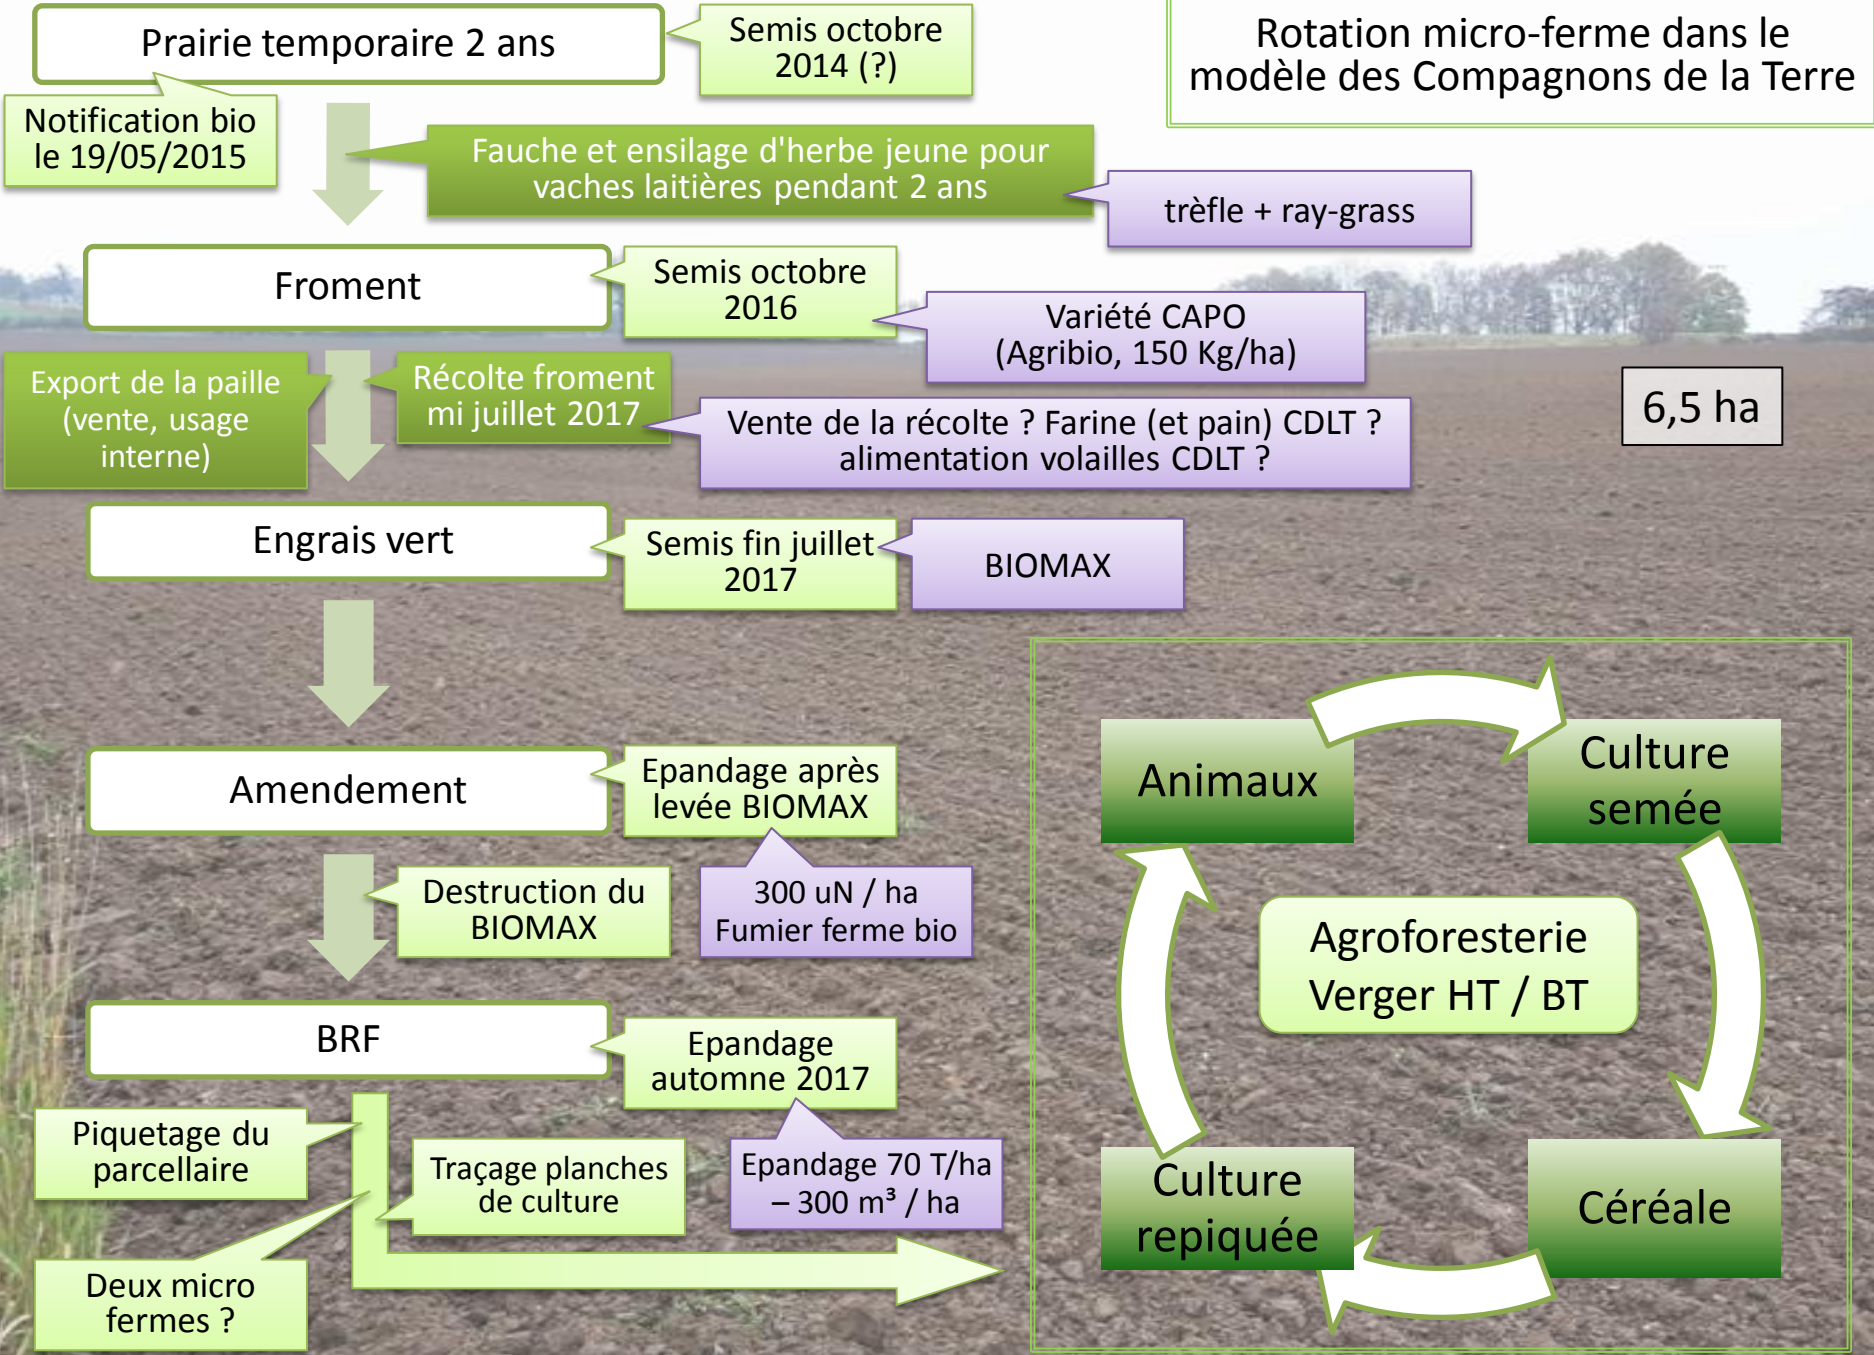 Prairie temporaire 2 ans
Semis octobre
2014 (?)
Rotation micro-ferme dans le
modèle des Compagnons de la Terre
Notification bio
le 19/05/2015
Fauche et ensilage d'herbe jeune pour
vaches laitières pendant 2 ans
trèfle + ray-grass
Froment
Semis octobre
2016
Variété CAPO
(Agribio, 150 Kg/ha)
Export de la paille
(vente, usage
interne)
Récolte froment
mi juillet 2017
Vente de la récolte ? Farine (et pain) CDLT ?
alimentation volailles CDLT ?
6,5 ha
Engrais vert
Semis fin juillet
2017
BIOMAX
Amendement
Epandage après
levée BIOMAX
Destruction du
BIOMAX
300 uN / ha
Fumier ferme bio
BRF
Epandage
automne 2017
Piquetage du
parcellaire
Traçage planches
de culture
Epandage 70 T/ha
– 300 m³ / ha
Deux micro
fermes ?
Animaux
Culture
semée
Agroforesterie
Verger HT / BT
Culture
repiquée
Céréale